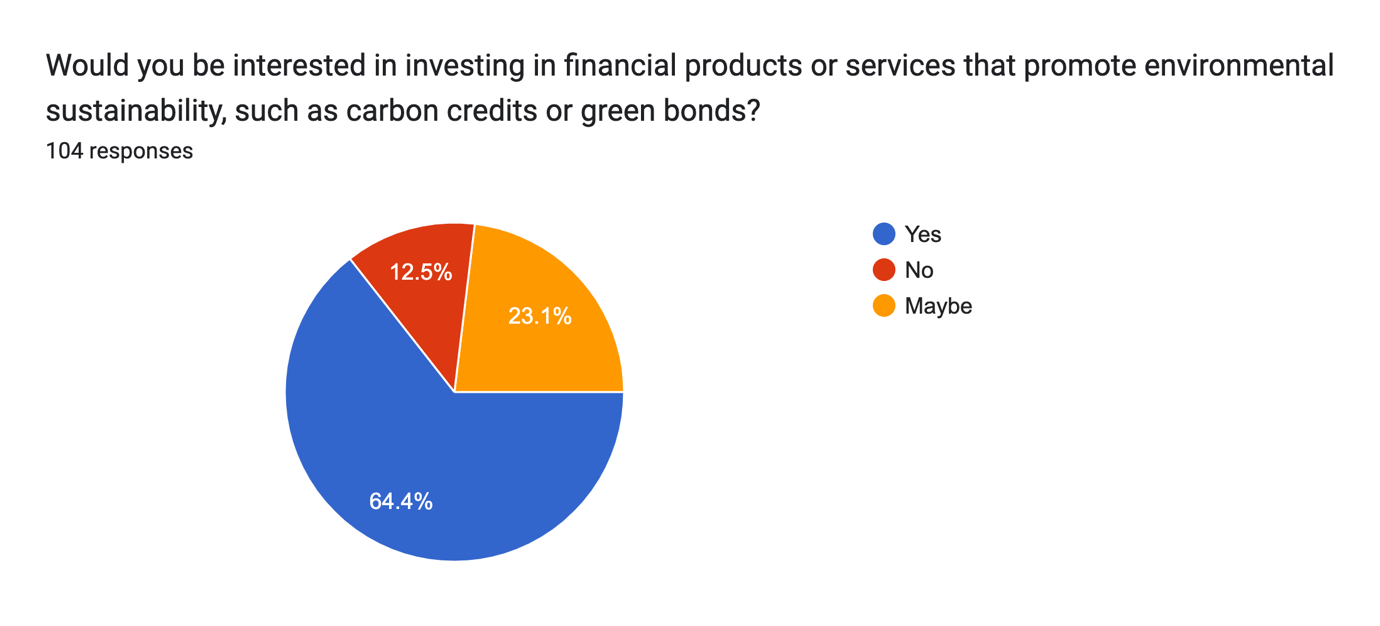 Would you be interested in investing in financial products or services that promote environmental
sustainability, such as carbon credits or green bonds?
104 responses
Yes
No
Maybe
12.5%
23.1%
64.4%